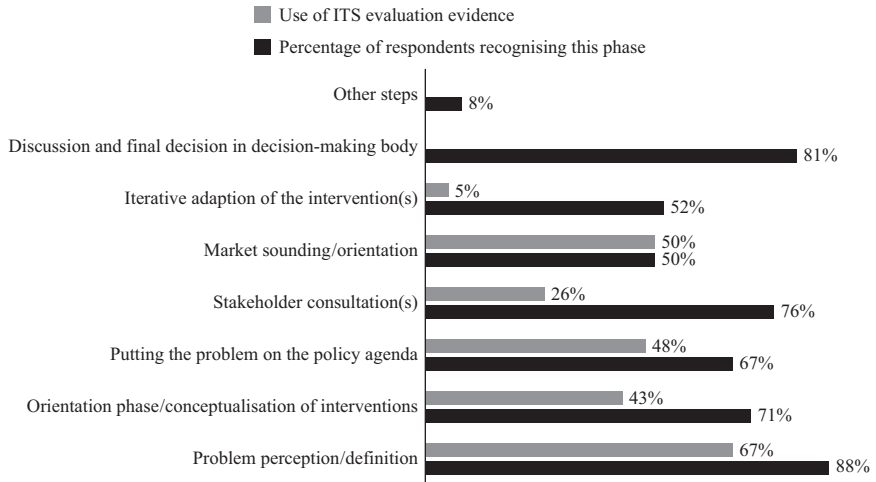 Use of ITS evaluation evidence
Percentage of respondents recognising this phase
Other steps
8%
Discussion and final decision in decision-making body
81%
Iterative adaption of the intervention(s)
5%
52%
Market sounding/orientation
50%
50%
Stakeholder consultation(s)
26%
76%
Putting the problem on the policy agenda
48%
67%
Orientation phase/conceptualisation of interventions
43%
71%
Problem perception/definition
67%
88%